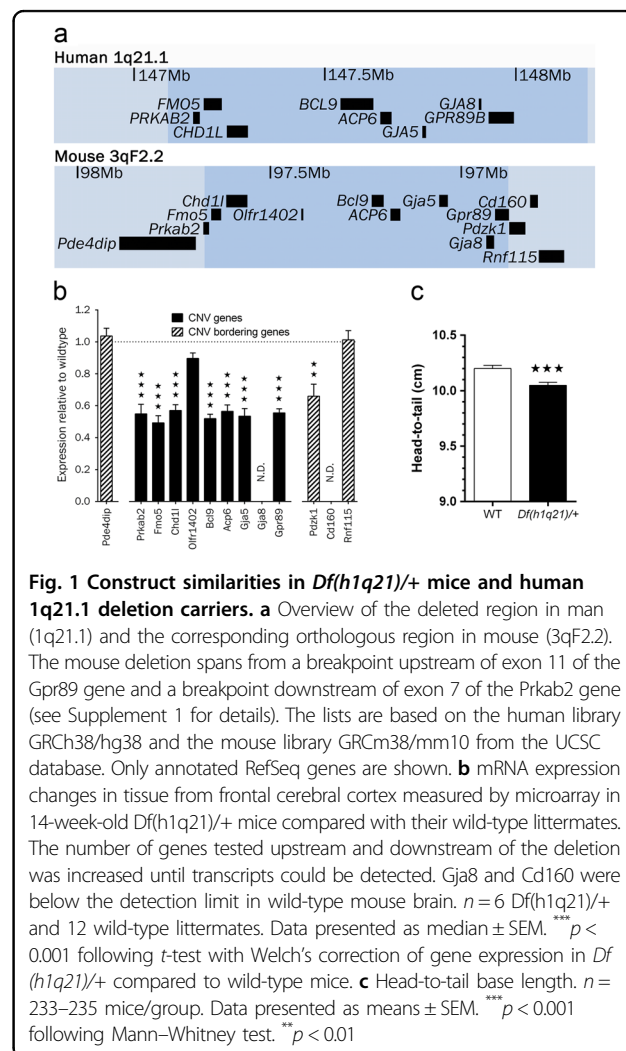 a
Human 1q21.1
147Mb 147.5Mb 148Mb
FMO5 BCL9 GJA8
PRKAB2 ACP6 GPR89B
CHD1L GJA5
Mouse 3qF2.2
98Mb 97.5Mb 97Mb
Chd1l Bcl9 Gja5 Cd160
Fmo5 Olfr1402 ACP6 Gpr89
Prkab2 Pdzk1
Pde4dip Gja8
Rnf115
b
Expression relative to wildtype
1.2
1.0
0.8
0.6
0.4
0.2
0.0
CNV genes
CNV bordering genes
★★★ ★★★ ★★★ ★★★ ★★★ ★★★ N.D. ★★★ ★★ N.D.
Pde4dip Prkab2 Fmo5 Chd1l Olfr1402 Bcl9 Acp6 Gja5 Gja8 Gpr89 Pdzk1 Cd160 Rnf115
c
Head-to-tail (cm)
10.5
10.0
9.5
9.0
★★★
WT Df(h1q21)/+
Fig. 1 Construct similarities in Df(h1q21)/+ mice and human
1q21.1 deletion carriers. a Overview of the deleted region in man
(1q21.1) and the corresponding orthologous region in mouse (3qF2.2).
The mouse deletion spans from a breakpoint upstream of exon 11 of the
Gpr89 gene and a breakpoint downstream of exon 7 of the Prkab2 gene
(see Supplement 1 for details). The lists are based on the human library
GRCh38/hg38 and the mouse library GRCm38/mm10 from the UCSC
database. Only annotated RefSeq genes are shown. b mRNA expression
changes in tissue from frontal cerebral cortex measured by microarray in
14-week-old Df(h1q21)/+ mice compared with their wild-type littermates.
The number of genes tested upstream and downstream of the deletion
was increased until transcripts could be detected. Gja8 and Cd160 were
below the detection limit in wild-type mouse brain. n = 6 Df(h1q21)/+
and 12 wild-type littermates. Data presented as median ± SEM. ***p <
0.001 following t-test with Welch's correction of gene expression in Df
(h1q21)/+ compared to wild-type mice. c Head-to-tail base length. n =
233–235 mice/group. Data presented as means ± SEM. ***p < 0.001
following Mann–Whitney test. **p < 0.01